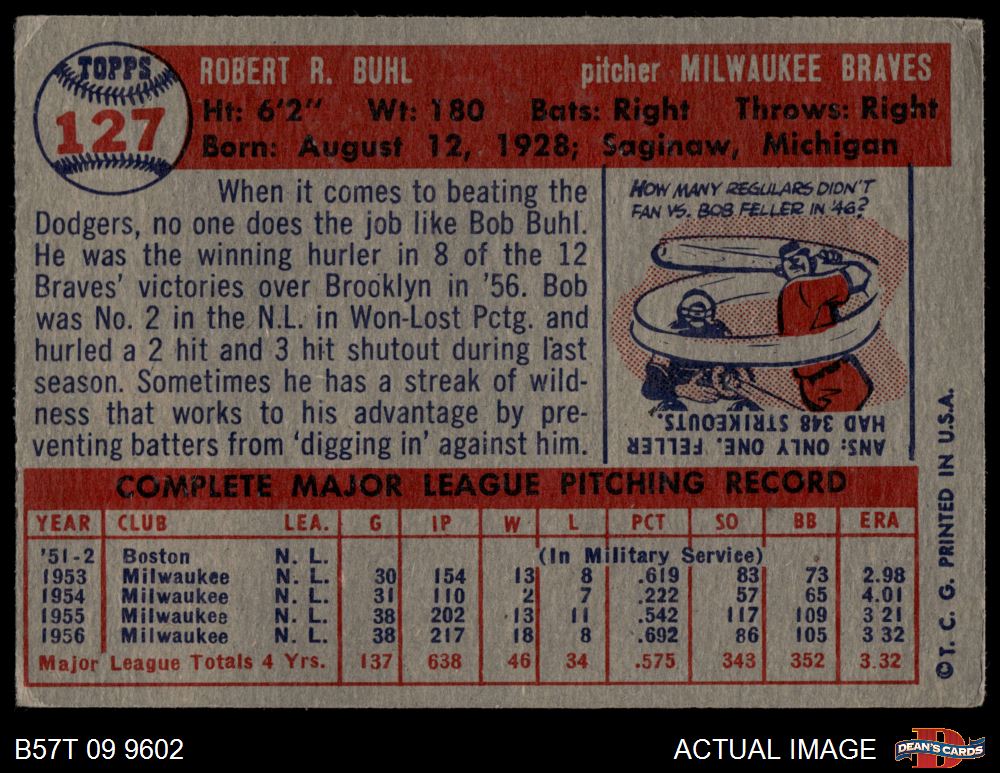 TOPPS
127
ROBERT R. BUHL pitcher MILWAUKEE BRAVES
Ht: 6'2" Wt: 180 Bats: Right Throws: Right
Born: August 12, 1928; Saginaw, Michigan
When it comes to beating the
Dodgers, no one does the job like Bob Buhl.
He was the winning hurler in 8 of the 12
Braves' victories over Brooklyn in '56. Bob
was No. 2 in the N.L. in Won-Lost Pctg. and
hurled a 2 hit and 3 hit shutout during last
season. Sometimes he has a streak of wild-
ness that works to his advantage by pre-
venting batters from 'digging in' against him.
HOW MANY REGULARS DIDN'T
FAN VS. BOB FELLER IN '46?
ANS: ONLY ONE. FELLER
HAD 348 STRIKEOUTS.
COMPLETE MAJOR LEAGUE PITCHING RECORD
YEAR CLUB LEA. G IP W L PCT SO BB ERA
'51-2 Boston N. L. (In Military Service)
1953 Milwaukee N. L. 30 154 13 8 .619 83 73 2.98
1954 Milwaukee N. L. 31 110 2 7 .222 57 65 4.01
1955 Milwaukee N. L. 38 202 13 11 .542 117 109 3 21
1956 Milwaukee N. L. 38 217 18 8 .692 86 105 3 32
Major League Totals 4 Yrs. 137 638 46 34 .575 343 352 3.32
© T. C. G. PRINTED IN U.S.A.
B57T 09 9602
ACTUAL IMAGE
D
DEAN'S CARDS